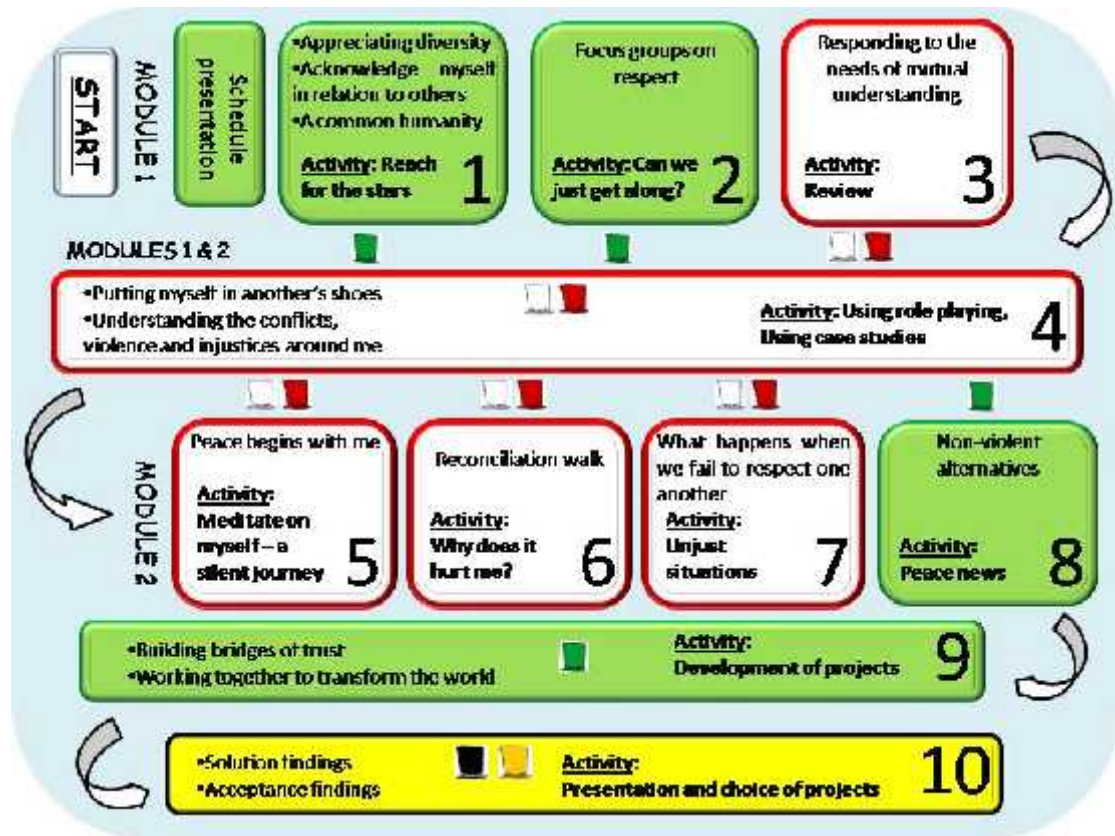 START
MODULE 1
Schedule
presentation
•Appreciating diversity
•Acknowledge myself
in relation to others
•A common humanity
Activity: Reach
for the stars
1
Focus groups on
respect
Activity: Can we
just get along?
2
Responding to the
needs of mutual
understanding
Activity:
Review
3
MODULES 1 & 2
•Putting myself in another's shoes
•Understanding the conflicts,
violence and injustices around me
Activity: Using role playing,
Using case studies
4
MODULE 2
Peace begins with me
Activity:
Meditate on
myself – a
silent journey
5
Reconciliation walk
Activity:
Why does it
hurt me?
6
What happens when
we fail to respect one
another
Activity:
Unjust
situations
7
Non-violent
alternatives
Activity:
Peace news
8
•Building bridges of trust
•Working together to transform the world
Activity:
Development of projects
9
•Solution findings
•Acceptance findings
Activity:
Presentation and choice of projects
10